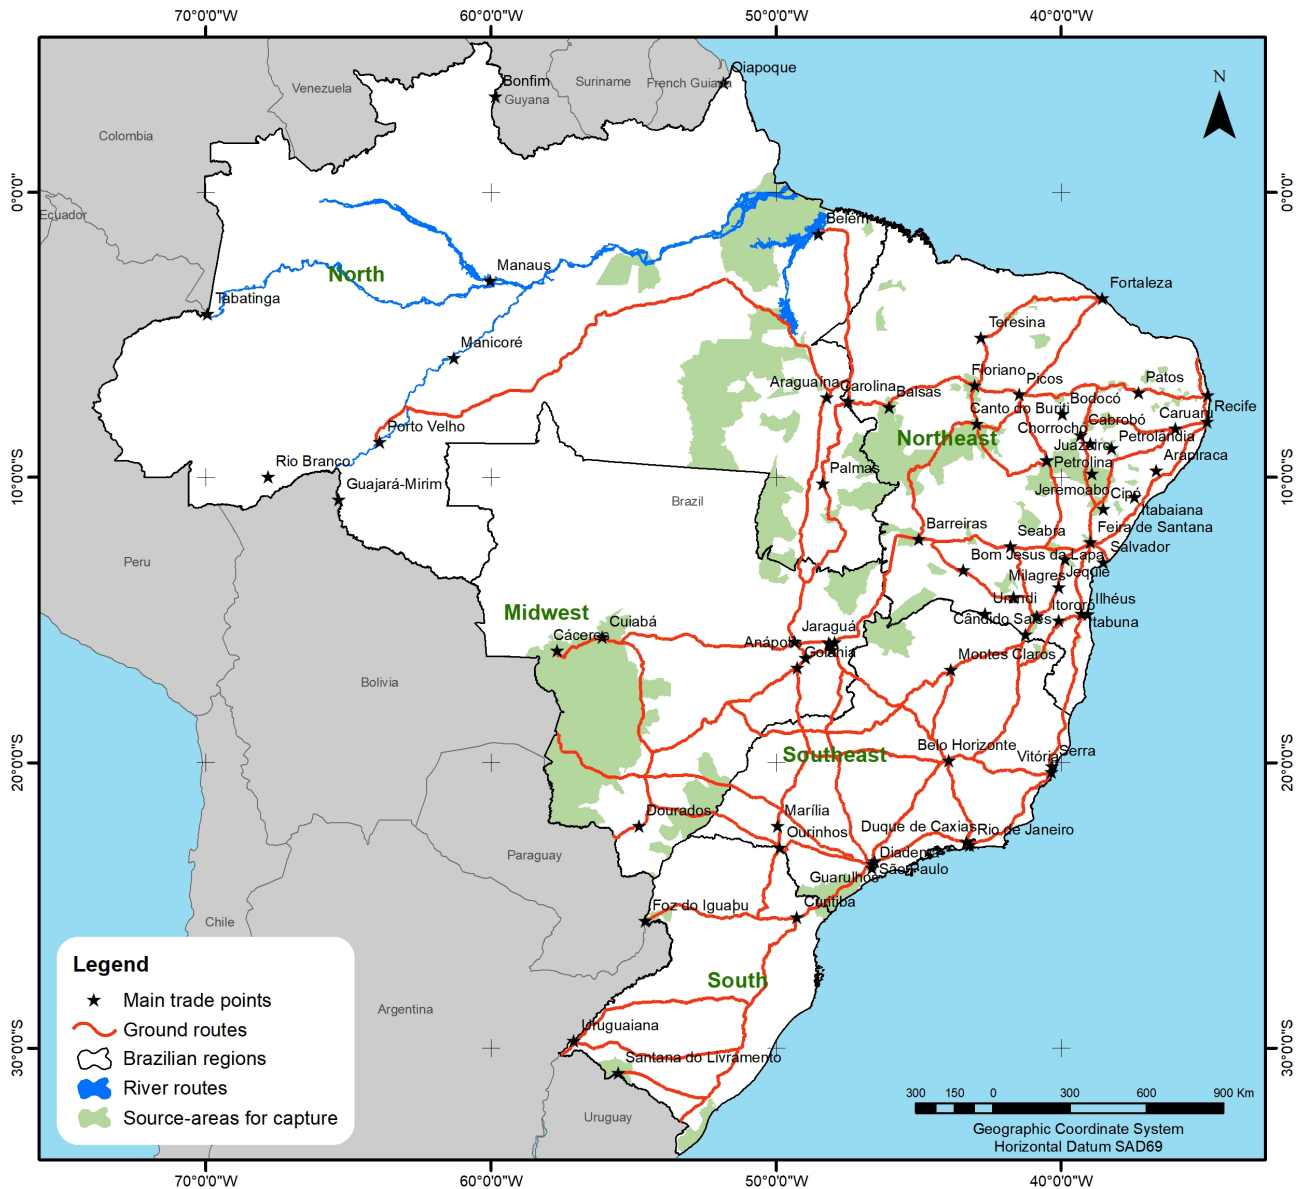 70°0'0"W 60°0'0"W 50°0'0"W 40°0'0"W
Oiapoque
N
Bonfim
Venezuela
Suriname
French Guiana
Guyana
Colombia
0°0'0"
0°0'0"
Ecuador
Belém
Manaus
North
Tabatinga
Fortaleza
Teresina
Manicoré
Floriano
Picos
Patos
Araguaína
Carolina
Balsas
Bodocó
Recife
Canto do Buriti
Cabrobó
Caruaru
Porto Velho
Chorrochó
Petrolândia
Northeast
Juazeiro
Rio Branco
Petrolina
Arapiraca
Palmas
10°0'0"S
10°0'0"S
Guajará-Mirim
Jeremoabo
Cipó
Brazil
Itabaiana
Barreiras
Seabra
Feira de Santana
Salvador
Bom Jesus da Lapa
Peru
Milagres
Jequié
Urandi
Itororó
Ilhéus
Midwest
Cuiabá
Jaraguá
Cândido Sales
Itabuna
Cáceres
Anápolis
Goiânia
Montes Claros
Bolivia
Belo Horizonte
Serra
Southeast
Vitória
20°0'0"S
20°0'0"S
Dourados
Marília
Duque de Caxias
Rio de Janeiro
Ourinhos
Paraguay
Diadema
São Paulo
Guarulhos
Foz do Iguaþu
Curitiba
Chile
Legend
South
Main trade points
Argentina
Uruguaiana
Ground routes
30°0'0"S
30°0'0"S
Brazilian regions
Santana do Livramento
River routes
300 150 0 300 600 900 Km
Source-areas for capture
Uruguay
Geographic Coordinate System
Horizontal Datum SAD69
70°0'0"W 60°0'0"W 50°0'0"W 40°0'0"W